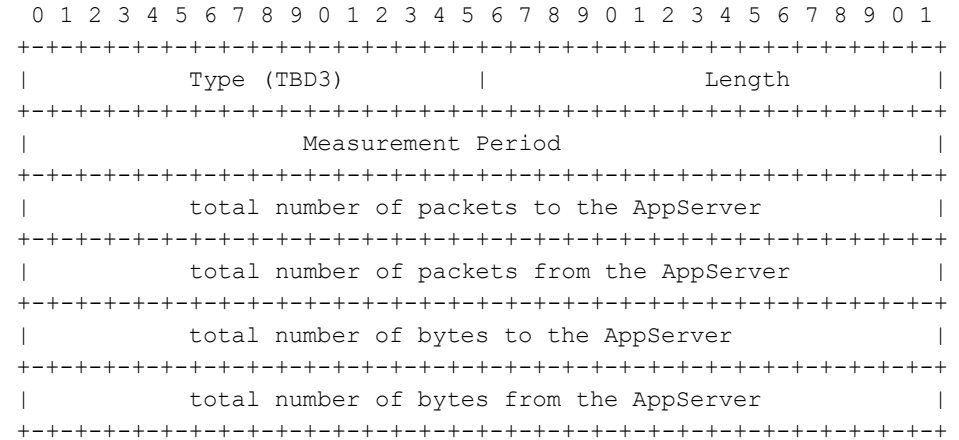 0 1 2 3 4 5 6 7 8 9 0 1 2 3 4 5 6 7 8 9 0 1 2 3 4 5 6 7 8 9 0 1
+-+-+-+-+-+-+-+-+-+-+-+-+-+-+-+-+-+-+-+-+-+-+-+-+-+-+-+-+-+-+-+-+
|           Type (TBD3)         |               Length          |
+-+-+-+-+-+-+-+-+-+-+-+-+-+-+-+-+-+-+-+-+-+-+-+-+-+-+-+-+-+-+-+-+
|                   Measurement Period                          |
+-+-+-+-+-+-+-+-+-+-+-+-+-+-+-+-+-+-+-+-+-+-+-+-+-+-+-+-+-+-+-+-+
|           total number of packets to the AppServer            |
+-+-+-+-+-+-+-+-+-+-+-+-+-+-+-+-+-+-+-+-+-+-+-+-+-+-+-+-+-+-+-+-+
|           total number of packets from the AppServer          |
+-+-+-+-+-+-+-+-+-+-+-+-+-+-+-+-+-+-+-+-+-+-+-+-+-+-+-+-+-+-+-+-+
|           total number of bytes to the AppServer              |
+-+-+-+-+-+-+-+-+-+-+-+-+-+-+-+-+-+-+-+-+-+-+-+-+-+-+-+-+-+-+-+-+
|           total number of bytes from the AppServer            |
+-+-+-+-+-+-+-+-+-+-+-+-+-+-+-+-+-+-+-+-+-+-+-+-+-+-+-+-+-+-+-+-+